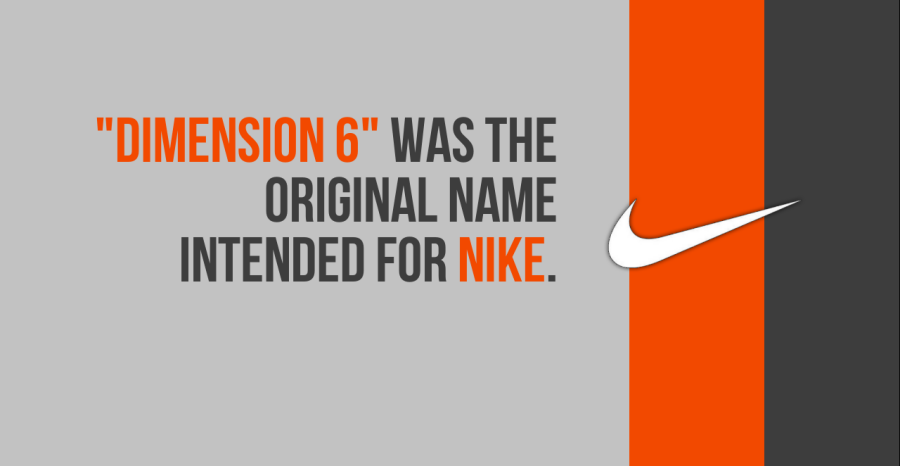 "DIMENSION 6" WAS THE
ORIGINAL NAME
INTENDED FOR NIKE.